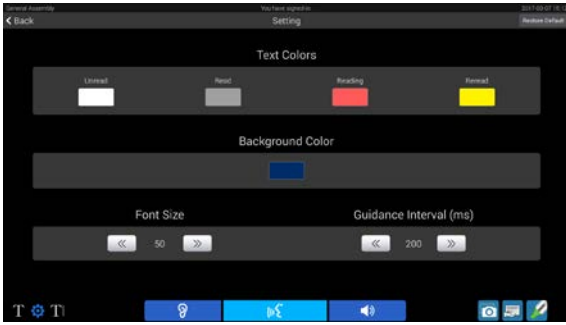 General Assembly You have signed in 2017-03-07 15:1
Back Setting Restore Default
Text Colors
Unread Read Reading Reread
Background Color
Font Size Guidance Interval (ms)
50 200
T T